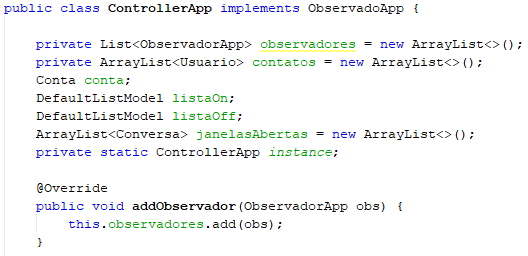 public class ControllerApp implements ObservadoApp {
private List<ObservadorApp> observadores = new ArrayList<>();
private ArrayList<Usuario> contatos = new ArrayList<>();
Conta conta;
DefaultListModel listaOn;
DefaultListModel listaOff;
ArrayList<Conversa> janelasAbertas = new ArrayList<>();
private static ControllerApp instance;
@Override
public void addObservador(ObservadorApp obs) {
this.observadores.add(obs);
}